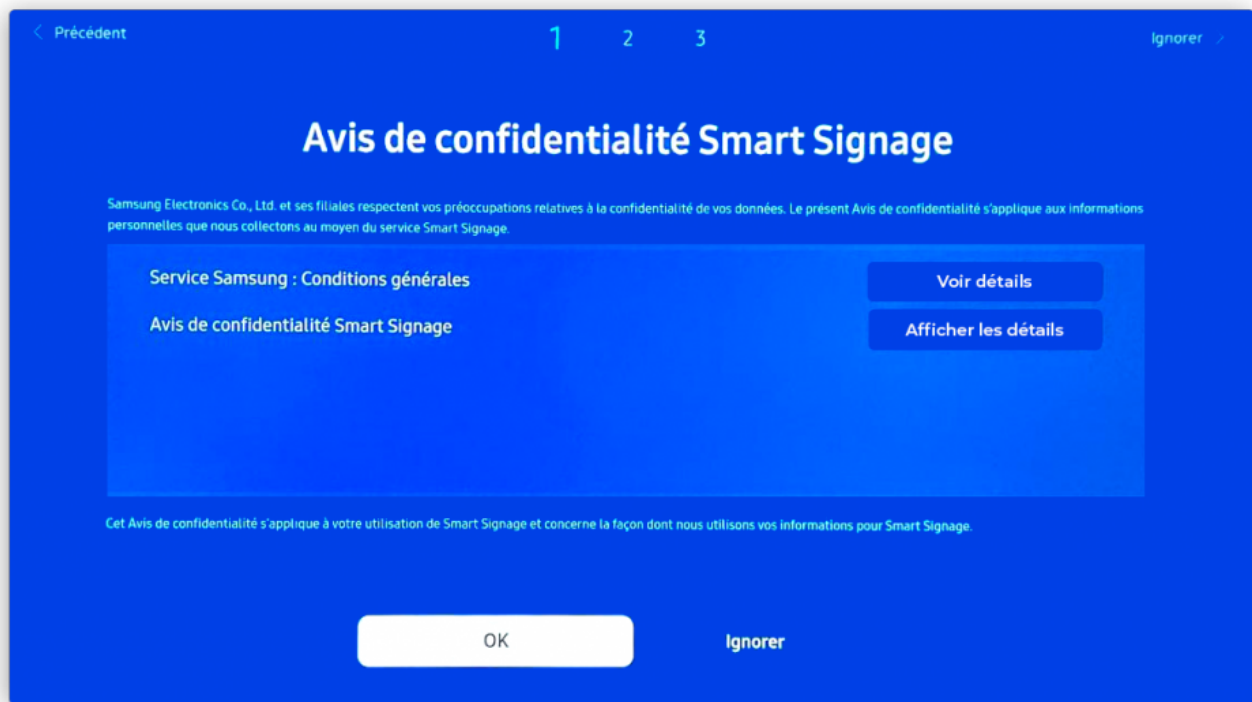 Précédent
1 2 3
Ignorer
Avis de confidentialité Smart Signage
Samsung Electronics Co., Ltd. et ses filiales respectent vos préoccupations relatives à la confidentialité de vos données. Le présent Avis de confidentialité s'applique aux informations
personnelles que nous collectons au moyen du service Smart Signage.
Service Samsung : Conditions générales
Voir détails
Avis de confidentialité Smart Signage
Afficher les détails
Cet Avis de confidentialité s'applique à votre utilisation de Smart Signage et concerne la façon dont nous utilisons vos informations pour Smart Signage.
OK
Ignorer